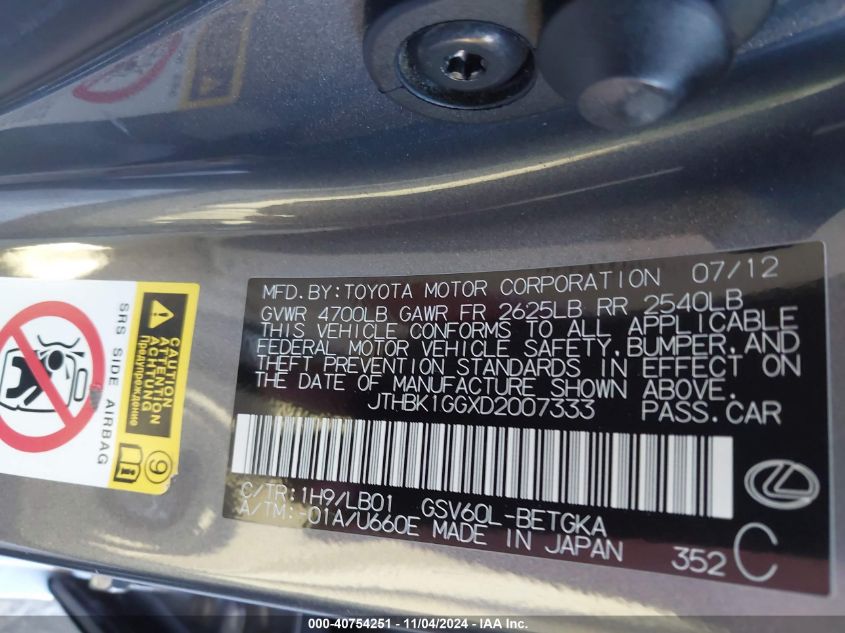 MFD.BY:TOYOTA MOTOR CORPORATION 07/12
GVWR 4700LB GAWR FR 2625LB RR 2540LB
THIS VEHICLE CONFORMS TO ALL APPLICABLE
FEDERAL MOTOR VEHICLE SAFETY,BUMPER,AND
THEFT PREVENTION STANDARDS IN EFFECT ON
THE DATE OF MANUFACTURE SHOWN ABOVE.
JTHBK1GGXD2007333 PASS.CAR
C/TR:1H9/LB01 GSV60L-BETGKA
A/TM:-01A/U660E MADE IN JAPAN 352 C
SRS SIDE AIRBAG
CAUTION
ATTENTION
ACHTUNG
Предупреждение
9
000-40754251 - 11/04/2024 - IAA Inc.